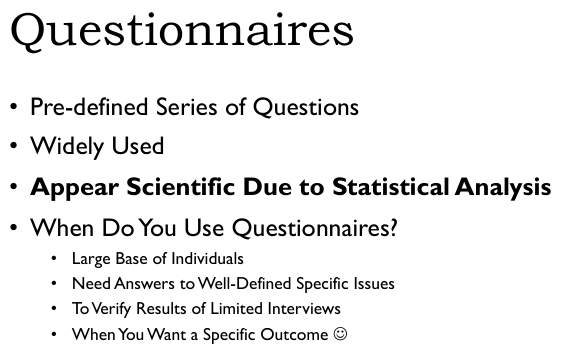 Questionnaires
• Pre-defined Series of Questions
• Widely Used
• Appear Scientific Due to Statistical Analysis
• When Do You Use Questionnaires?
• Large Base of Individuals
• Need Answers to Well-Defined Specific Issues
• To Verify Results of Limited Interviews
• When You Want a Specific Outcome ☺